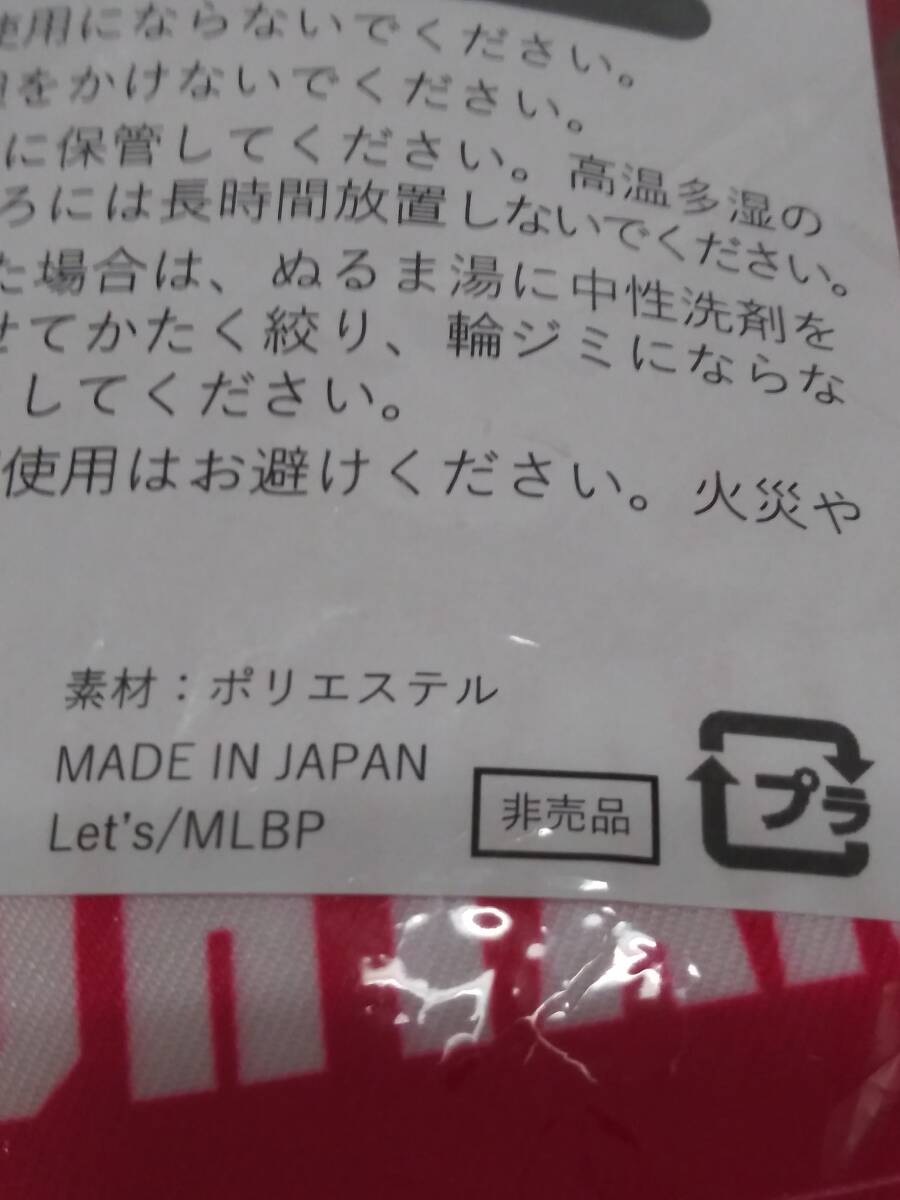 使用にならないでください。
をかけないでください。
に保管してください。高温多湿の
ろには長時間放置しないでください。
た場合は、ぬるま湯に中性洗剤を
せてかたく絞り、輪ジミにならな
してください。
使用はお避けください。火災や
素材：ポリエステル
MADE IN JAPAN
Let's/MLBP
非売品
プラ